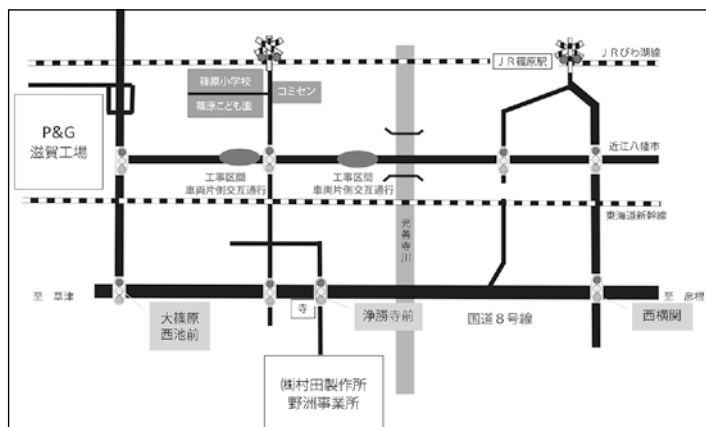 JRびわ湖線
JR篠原駅
篠原小学校
コミセン
篠原こども園
P&G
滋賀工場
近江八幡市
工事区間
車両片側交互通行
工事区間
車両片側交互通行
東海道新幹線
光善寺川
至 草津
至 彦根
寺
大篠原
西池前
浄勝寺前
国道8号線
西横関
㈱村田製作所
野洲事業所